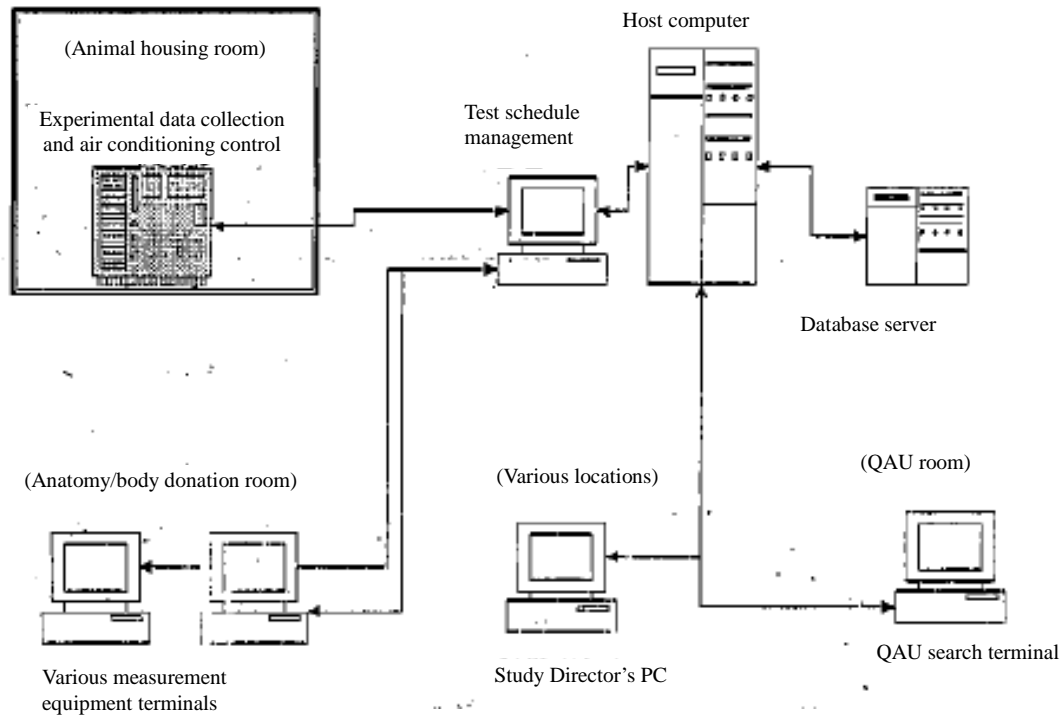 Host computer
(Animal housing room)
Experimental data collection
and air conditioning control
Test schedule
management
Database server
(Anatomy/body donation room)
(Various locations)
(QAU room)
Various measurement
equipment terminals
Study Director's PC
QAU search terminal